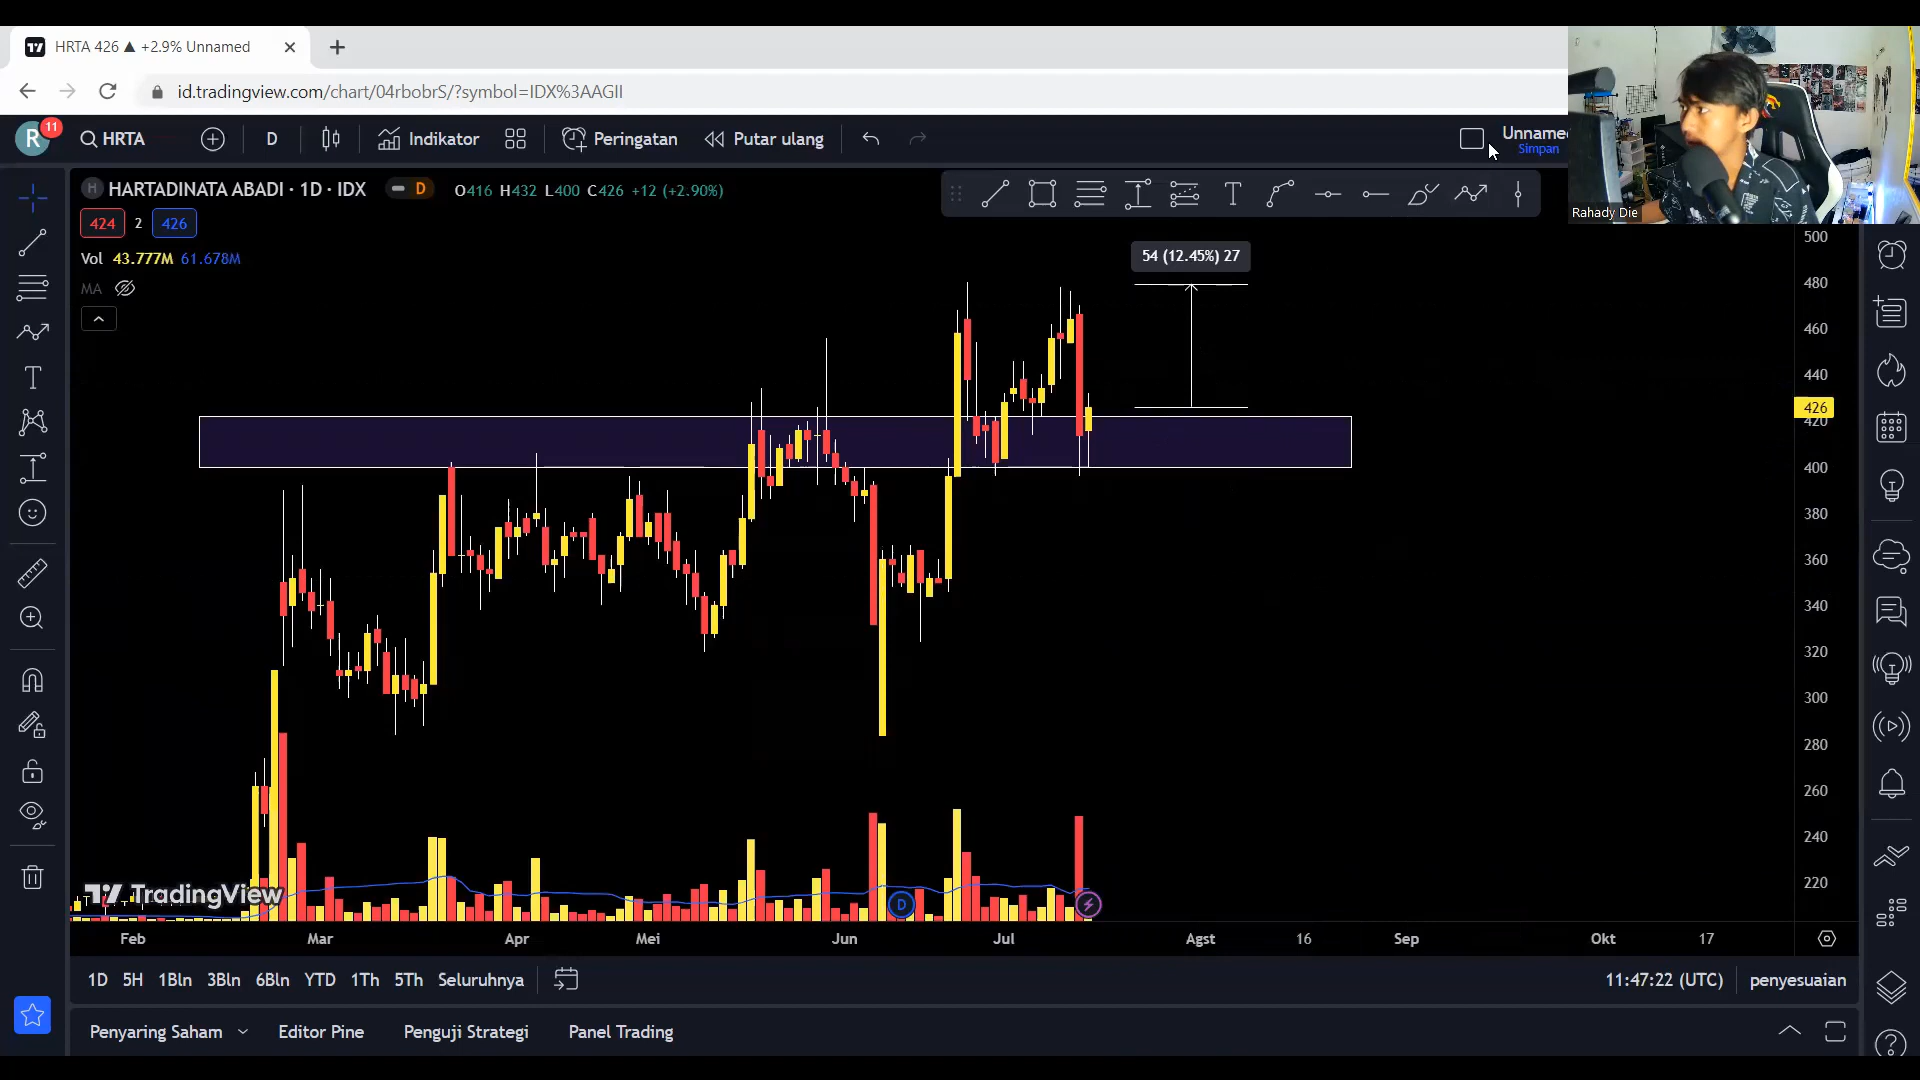 HRTA 426 ▲ +2.9% Unnamed
id.tradingview.com/chart/04rbobrS/?symbol=IDX%3AAGII
R 11 HRTA D Indikator Peringatan Putar ulang Unnamed
Simpan
Rahady Die
H HARTADINATA ABADI · 1D · IDX D O416 H432 L400 C426 +12 (+2.90%)
424 2 426
Vol 43.777M 61.678M
MA
54 (12.45%) 27
500
480
460
440
426
420
400
380
360
340
320
300
280
260
240
220
TradingView
D
Feb Mar Apr Mei Jun Jul Agst 16 Sep Okt 17
1D 5H 1Bln 3Bln 6Bln YTD 1Th 5Th Seluruhnya 11:47:22 (UTC) penyesuaian
Penyaring Saham Editor Pine Penguji Strategi Panel Trading